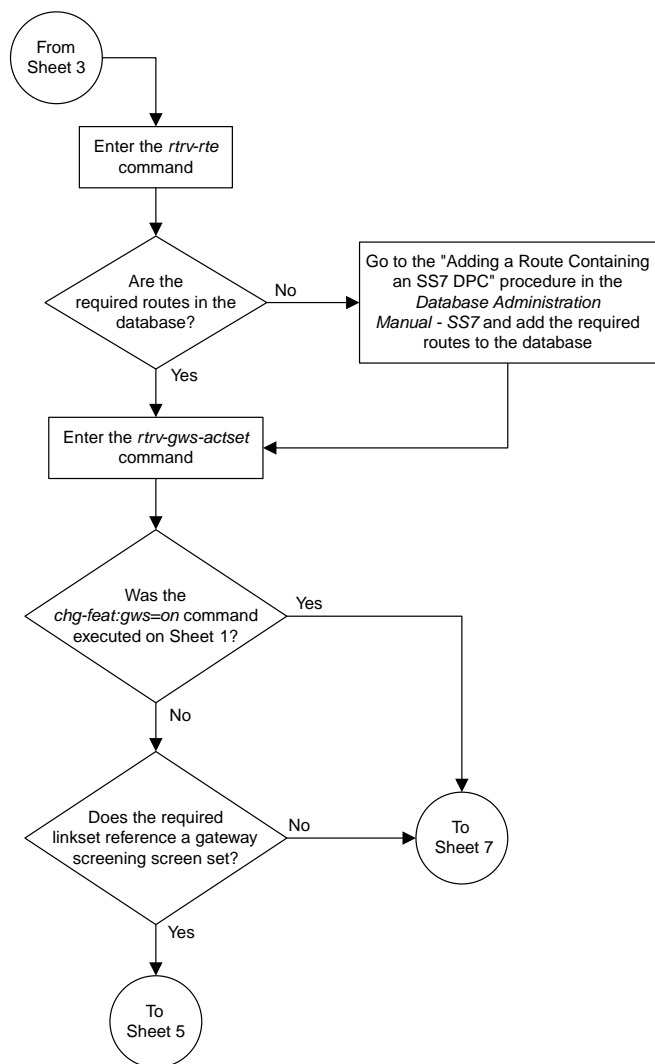 From
Sheet 3
Enter the rtrv-rte
command
Are the
required routes in the
database?
No
Go to the "Adding a Route Containing
an SS7 DPC" procedure in the
Database Administration
Manual - SS7 and add the required
routes to the database
Yes
Enter the rtrv-gws-actset
command
Was the
chg-feat:gws=on command
executed on Sheet 1?
Yes
No
Does the required
linkset reference a gateway
screening screen set?
No
To
Sheet 7
Yes
To
Sheet 5